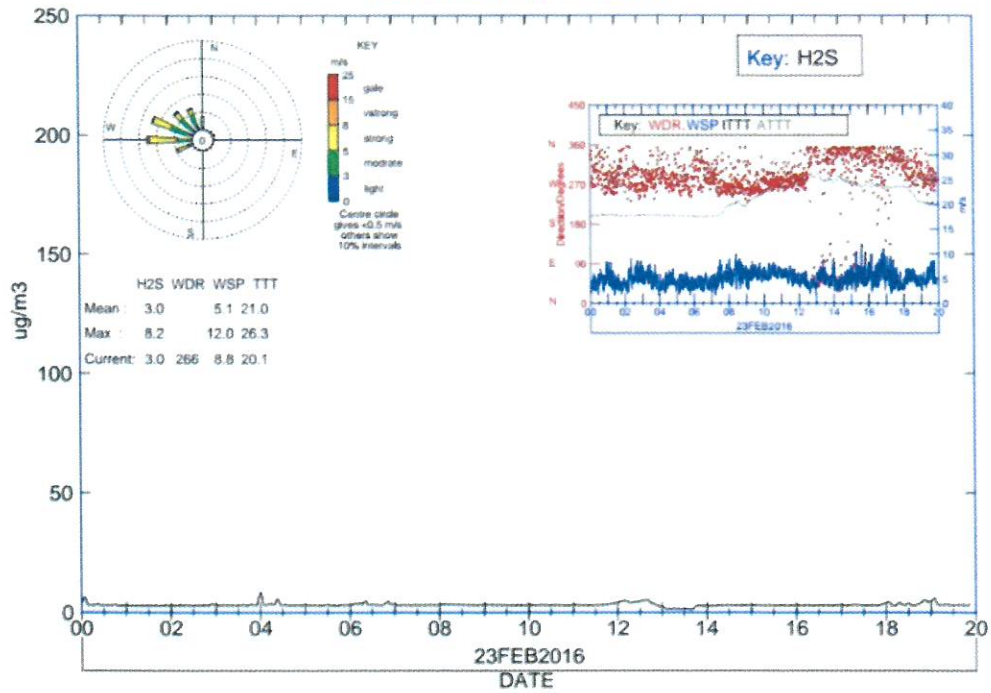 250
200
150
100
50
0
ug/m3
00 02 04 06 08 10 12 14 16 18 20
23FEB2016
DATE
N
W
E
S
0
KEY
m/s
25
gale
15
vstrong
8
strong
5
modrate
3
light
0
Centre circle
gives <0.5 m/s
others show
10% intervals
H2S WDR WSP TTT
Mean : 3.0 5.1 21.0
Max : 8.2 12.0 26.3
Current: 3.0 266 8.8 20.1
Key: H2S
Key: WDR WSP ITTT ATTT
450
N 360
W 270
S 180
E 90
N 0
Direction/Degrees
40
35
30
25
20
15
10
5
0
m/s
00 02 04 06 08 10 12 14 16 18 20
23FEB2016